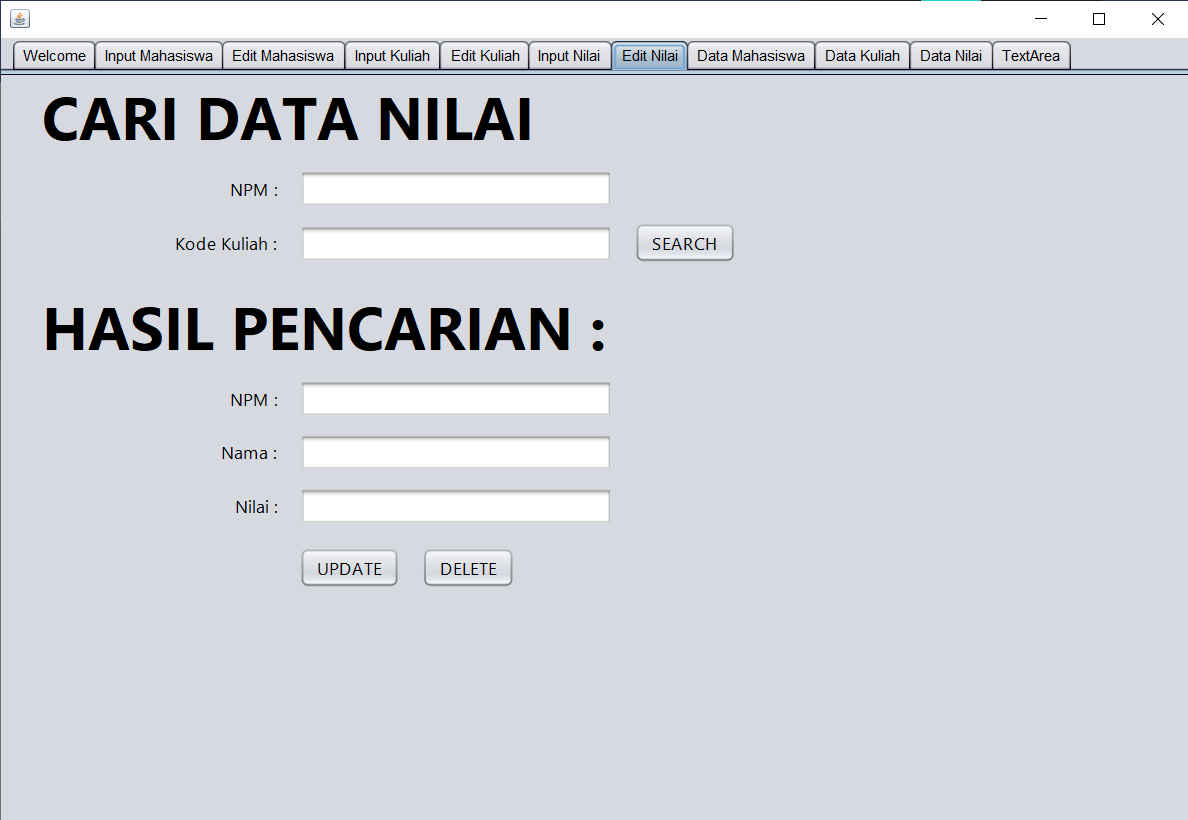 Welcome Input Mahasiswa Edit Mahasiswa Input Kuliah Edit Kuliah Input Nilai Edit Nilai Data Mahasiswa Data Kuliah Data Nilai TextArea
CARI DATA NILAI
NPM :
Kode Kuliah : SEARCH
HASIL PENCARIAN :
NPM :
Nama :
Nilai :
UPDATE DELETE